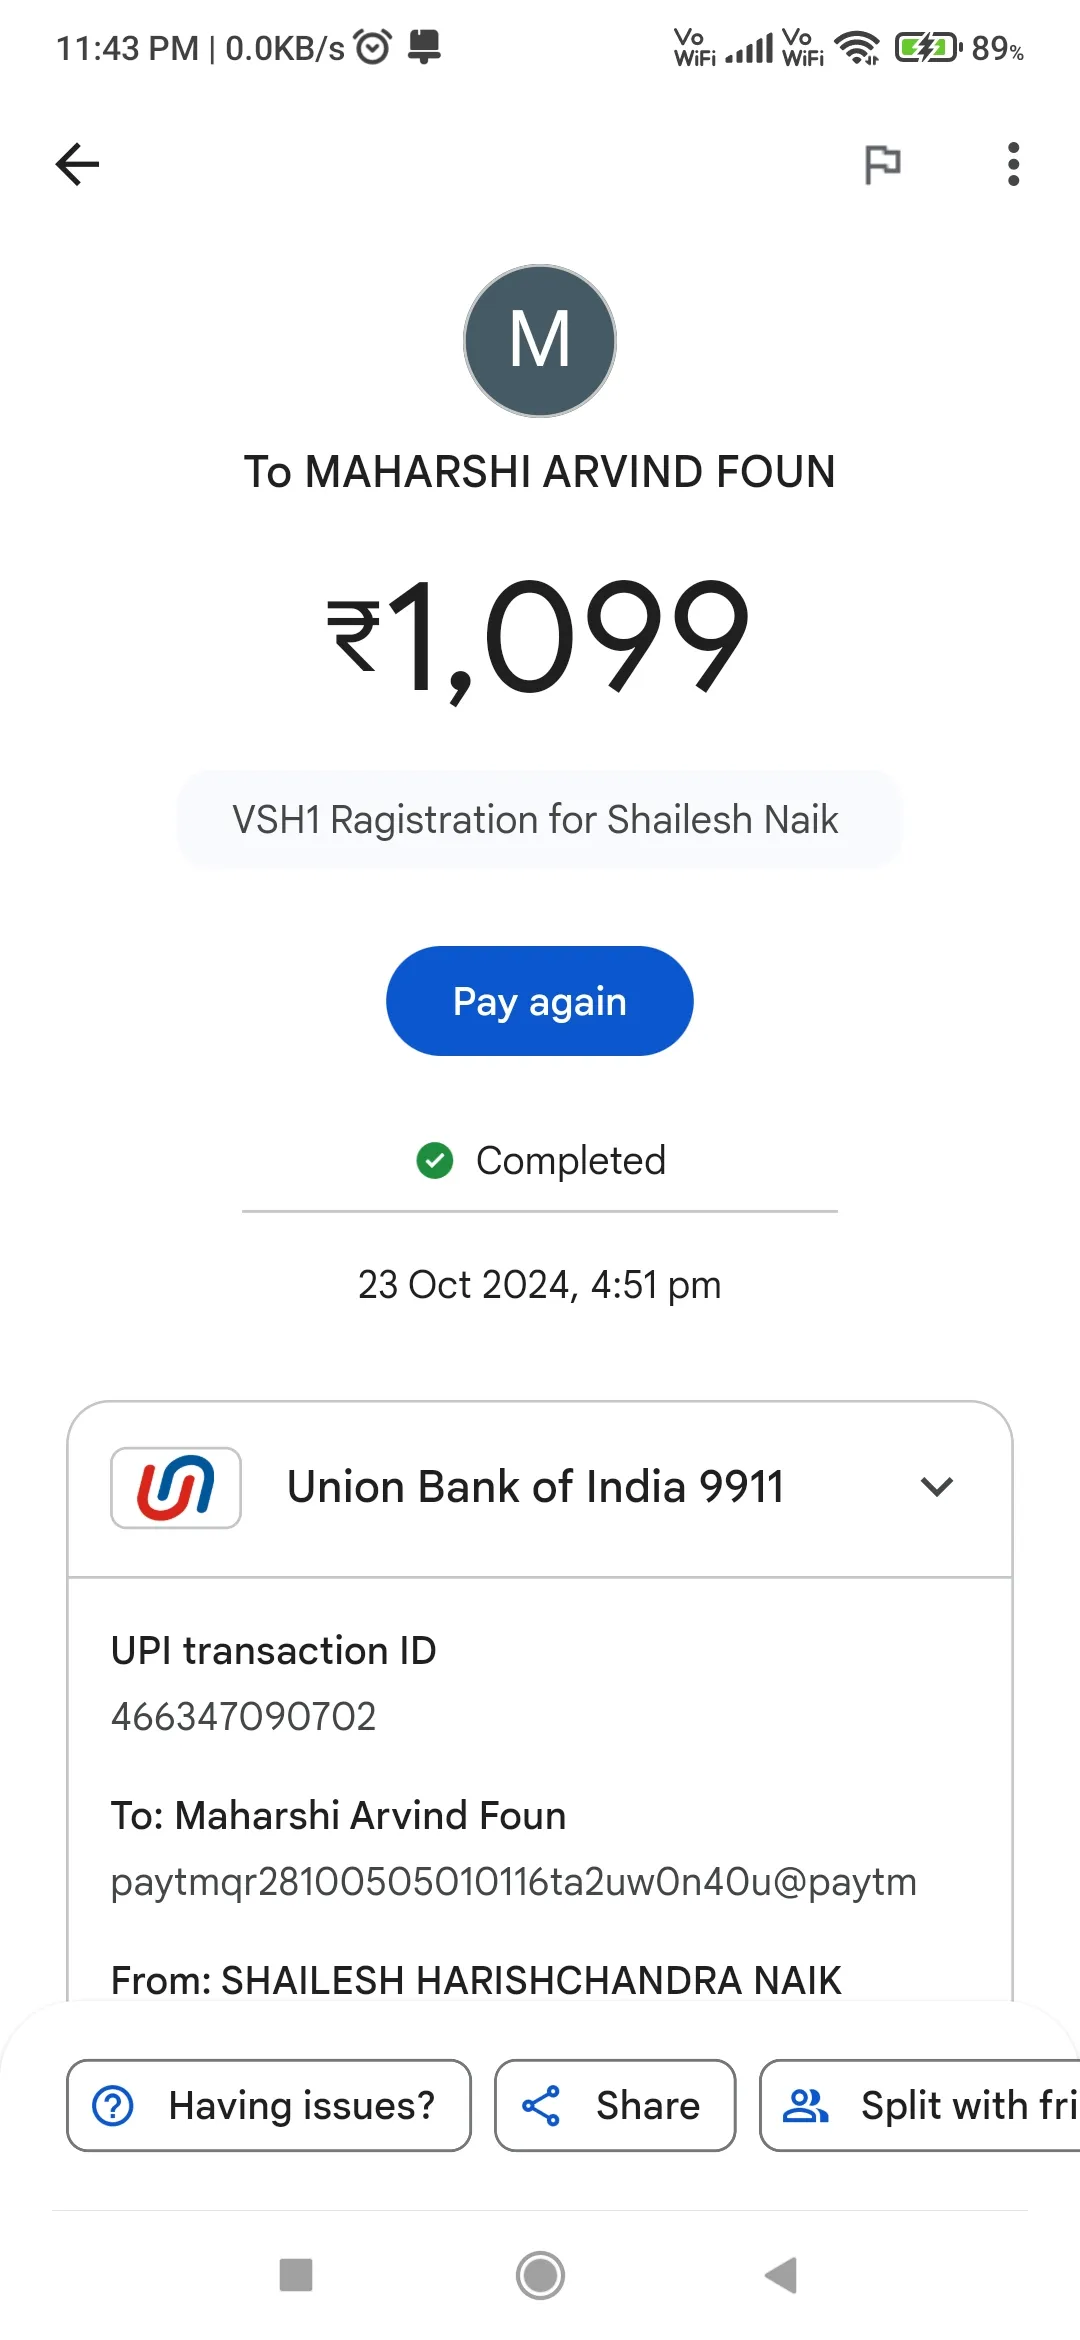 11:43 PM | 0.0KB/s Vo WiFi Vo WiFi 89%
M
To MAHARSHI ARVIND FOUN
₹1,099
VSH1 Ragistration for Shailesh Naik
Pay again
Completed
23 Oct 2024, 4:51 pm
Union Bank of India 9911
UPI transaction ID
466347090702
To: Maharshi Arvind Foun
paytmqr28100505010116ta2uw0n40u@paytm
From: SHAILESH HARISHCHANDRA NAIK
Having issues? Share Split with fri